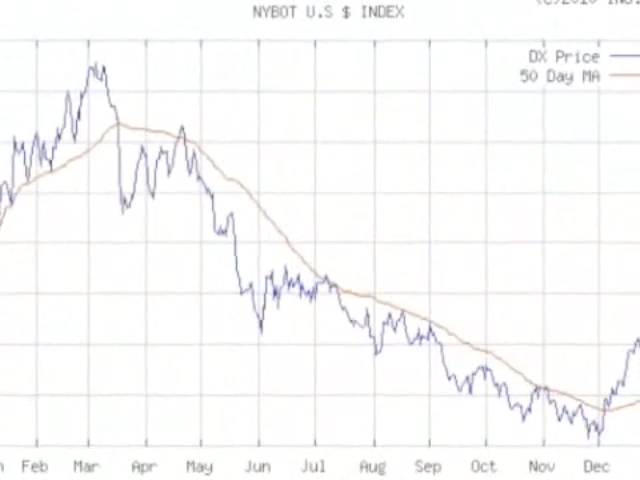 NYBOT U.S $ INDEX
DX Price
50 Day MA
Feb Mar Apr May Jun Jul Aug Sep Oct Nov Dec